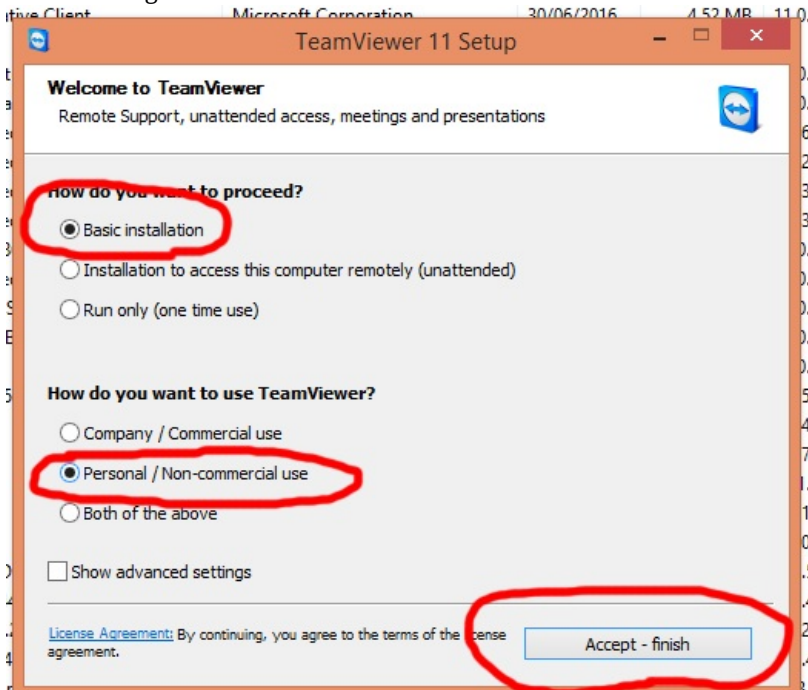 ative Client Microsoft Corporation 30/06/2016 4.52 MB 11.0.
TeamViewer 11 Setup
Welcome to TeamViewer
Remote Support, unattended access, meetings and presentations
How do you want to proceed?
Basic installation
Installation to access this computer remotely (unattended)
Run only (one time use)
How do you want to use TeamViewer?
Company / Commercial use
Personal / Non-commercial use
Both of the above
Show advanced settings
License Agreement: By continuing, you agree to the terms of the license
agreement.
Accept - finish